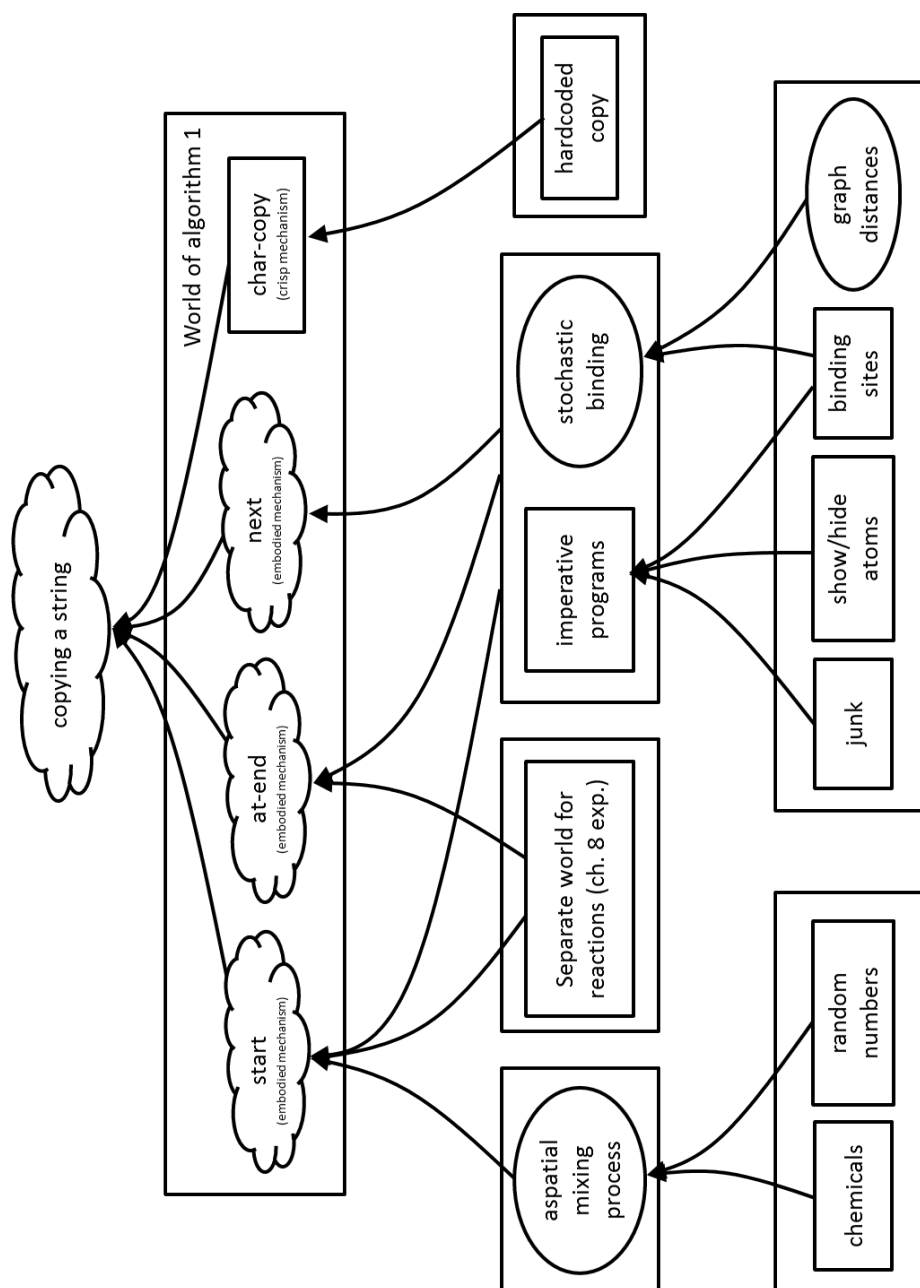 copying a string
World of algorithm 1
start
(embodied mechanism)
at-end
(embodied mechanism)
next
(embodied mechanism)
char-copy
(crisp mechanism)
aspatial
mixing
process
Separate world for
reactions (ch. 8 exp.)
imperative
programs
stochastic
binding
hardcoded
copy
chemicals
random
numbers
junk
show/hide
atoms
binding
sites
graph
distances